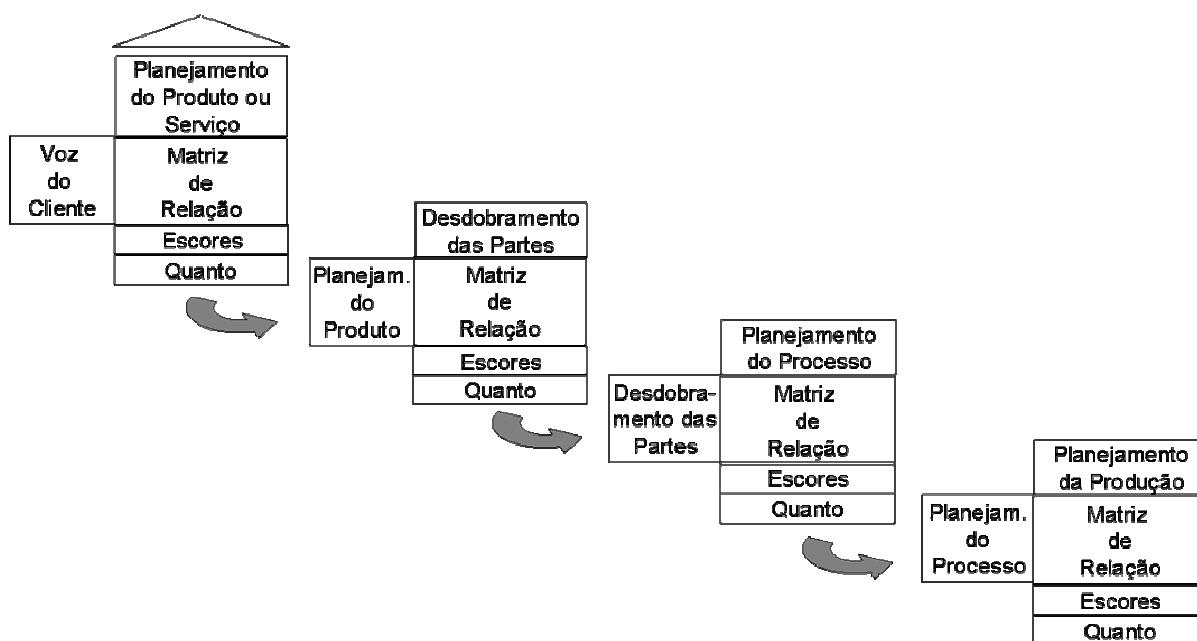 Planejamento
do Produto ou
Serviço
Voz
do
Cliente
Matriz
de
Relação
Escores
Quanto
Desdobramento
das Partes
Planejam.
do
Produto
Matriz
de
Relação
Escores
Quanto
Planejamento
do Processo
Desdobra-
mento das
Partes
Matriz
de
Relação
Escores
Quanto
Planejamento
da Produção
Planejam.
do
Processo
Matriz
de
Relação
Escores
Quanto